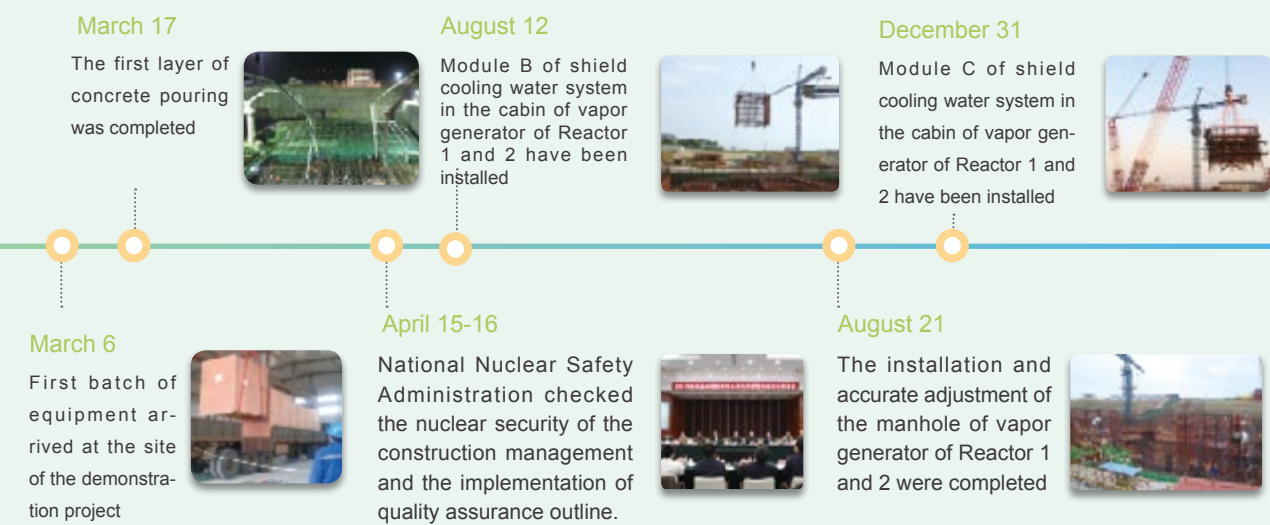 March 17
The first layer of
concrete pouring
was completed
August 12
Module B of shield
cooling water system
in the cabin of vapor
generator of Reactor
1 and 2 have been
installed
December 31
Module C of shield
cooling water system in
the cabin of vapor gen-
erator of Reactor 1 and
2 have been installed
March 6
First batch of
equipment ar-
rived at the site
of the demonstra-
tion project
April 15-16
National Nuclear Safety
Administration checked
the nuclear security of the
construction management
and the implementation of
quality assurance outline.
August 21
The installation and
accurate adjustment of
the manhole of vapor
generator of Reactor 1
and 2 were completed